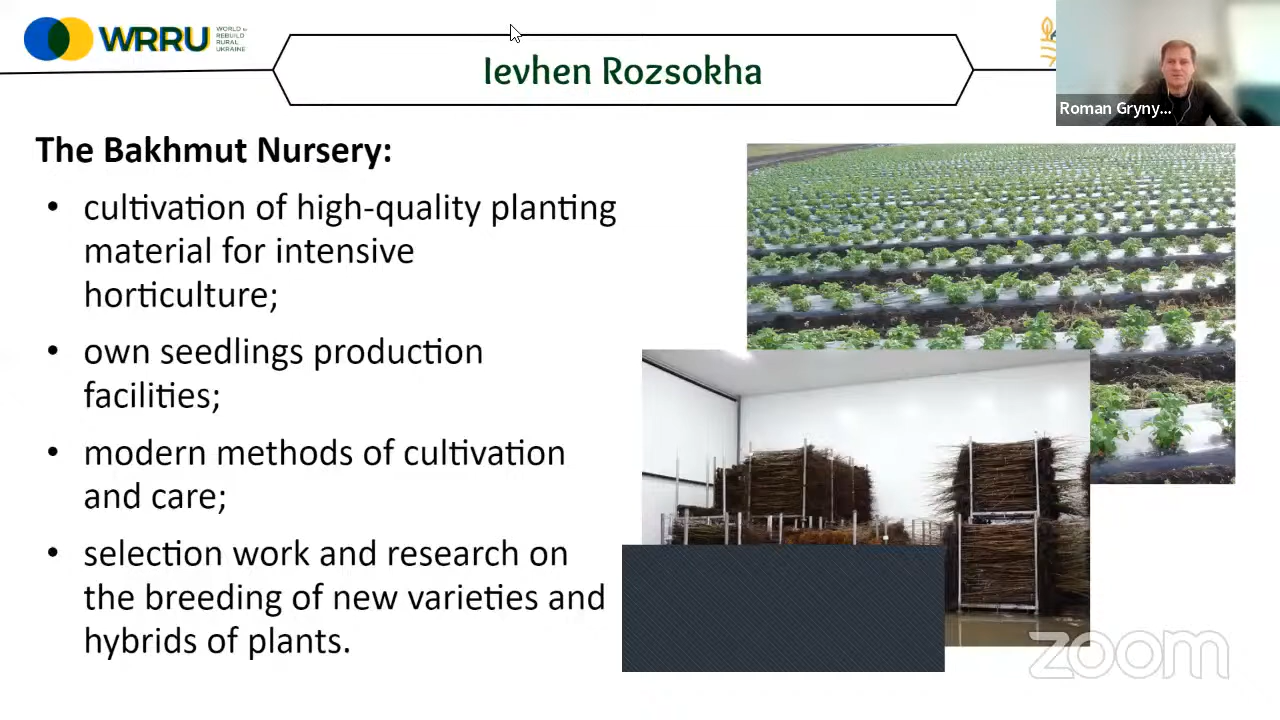 WRRU
WORLD to
REBUILD
RURAL
UKRAINE
Ievhen Rozsokha
Roman Gryny...
The Bakhmut Nursery:
• cultivation of high-quality planting
material for intensive
horticulture;
• own seedlings production
facilities;
• modern methods of cultivation
and care;
• selection work and research on
the breeding of new varieties and
hybrids of plants.
zoom